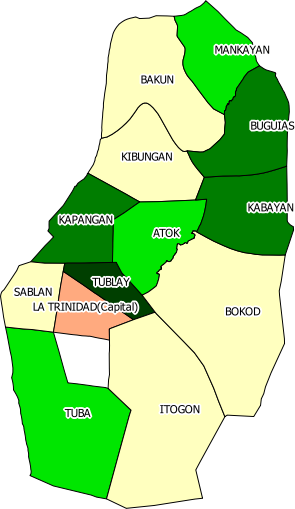 MANKAYAN
BAKUN
BUGUIAS
KIBUNGAN
KABAYAN
KAPANGAN
ATOK
TUBLAY
SABLAN
LA TRINIDAD(Capital)
BOKOD
TUBA
ITOGON